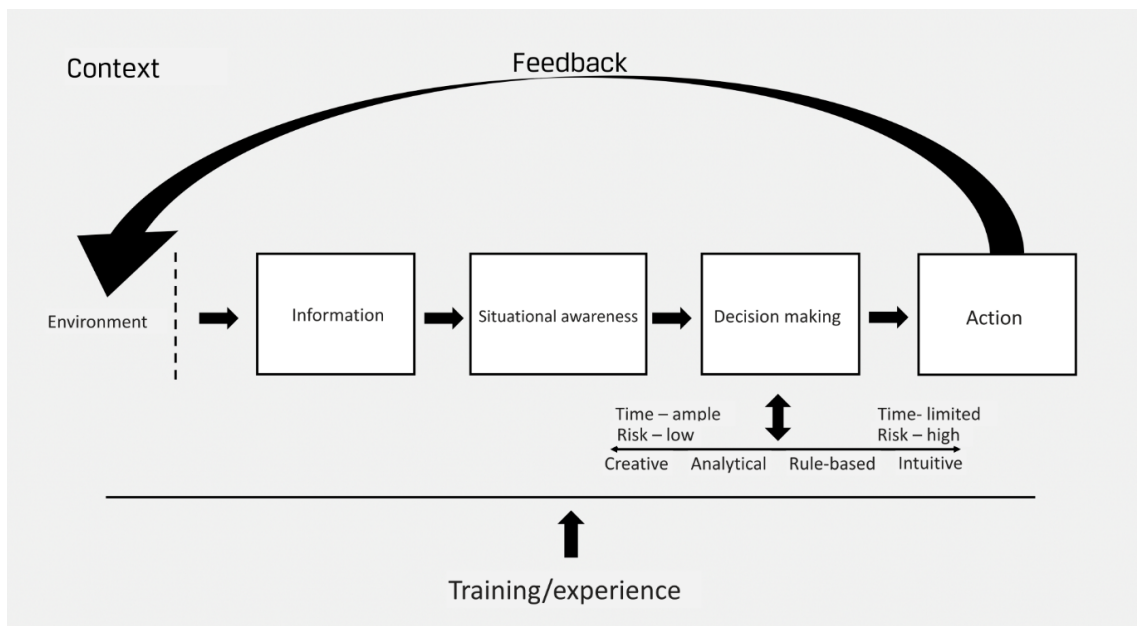 Context
Feedback
Environment
Information
Situational awareness
Decision making
Action
Time – ample
Risk – low
Time- limited
Risk – high
Creative
Analytical
Rule-based
Intuitive
Training/experience